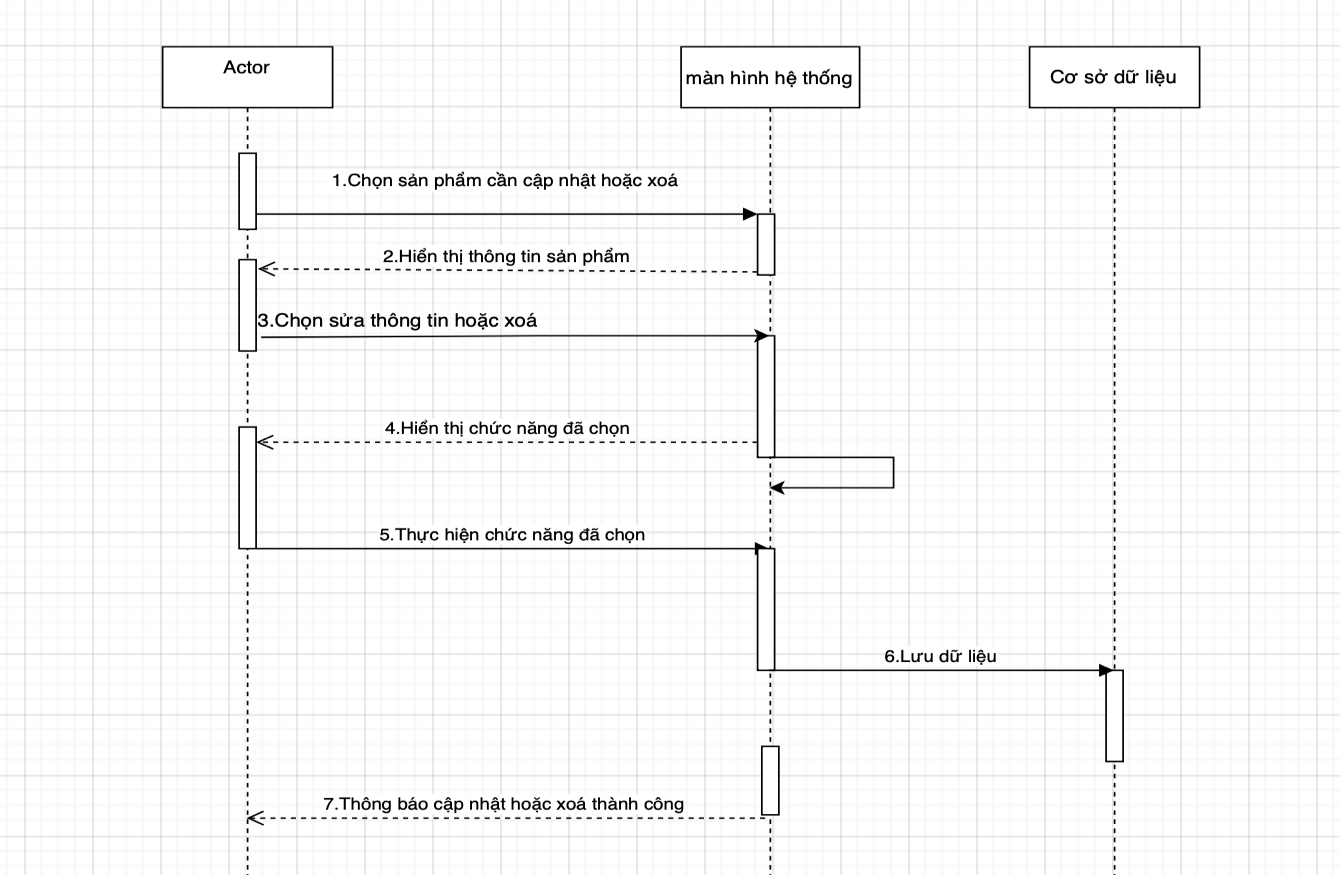 Actor
màn hình hệ thống
Cơ sở dữ liệu
1.Chọn sản phẩm cần cập nhật hoặc xoá
2.Hiển thị thông tin sản phẩm
3.Chọn sửa thông tin hoặc xoá
4.Hiển thị chức năng đã chọn
5.Thực hiện chức năng đã chọn
6.Lưu dữ liệu
7.Thông báo cập nhật hoặc xoá thành công